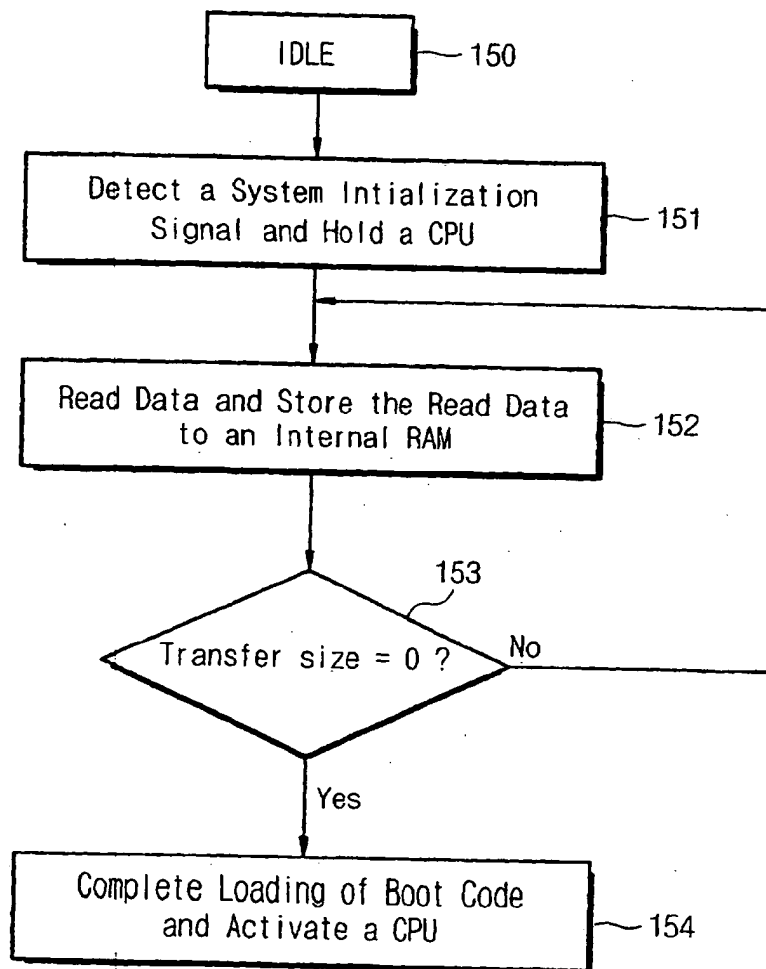 IDLE
150
Detect a System Intialization
Signal and Hold a CPU
151
Read Data and Store the Read Data
to an Internal RAM
152
153
Transfer size = 0 ?
No
Yes
Complete Loading of Boot Code
and Activate a CPU
154